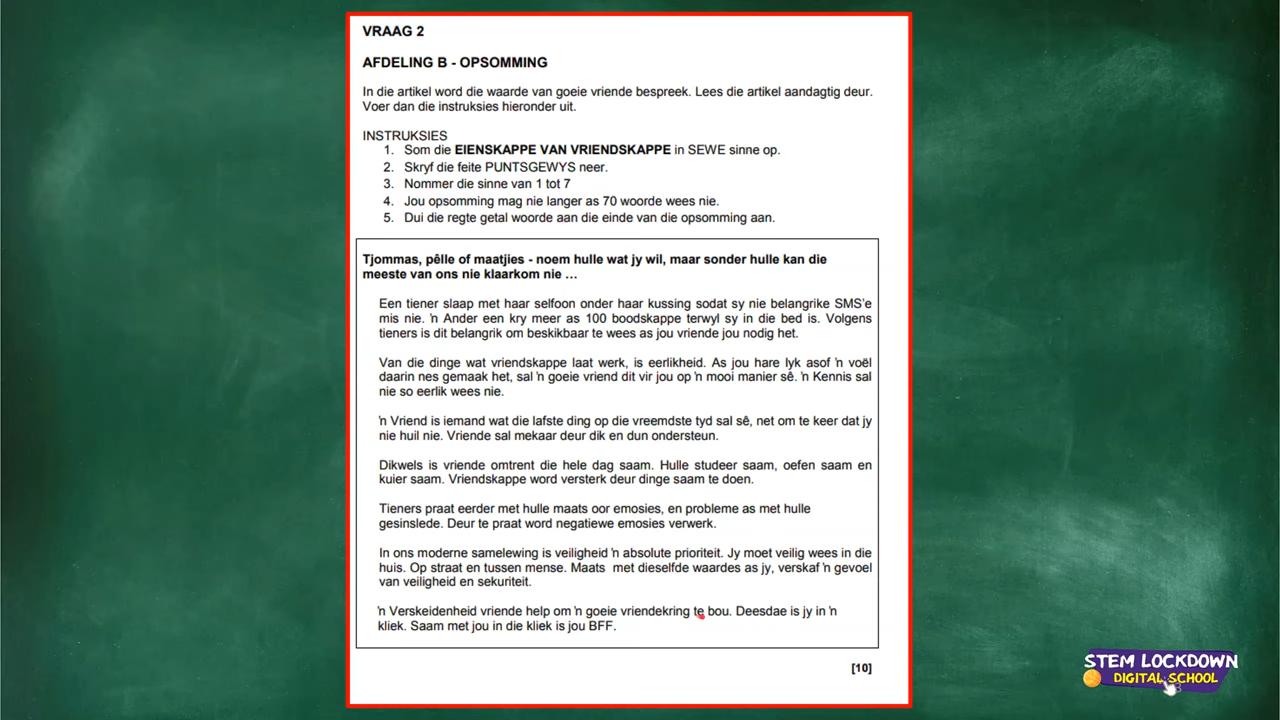 VRAAG 2
AFDELING B - OPSOMMING
In die artikel word die waarde van goeie vriende bespreek. Lees die artikel aandagtig deur.
Voer dan die instruksies hieronder uit.
INSTRUKSIES
1. Som die EIENSKAPPE VAN VRIENDSKAPPE in SEWE sinne op.
2. Skryf die feite PUNTSGEWYS neer.
3. Nommer die sinne van 1 tot 7
4. Jou opsomming mag nie langer as 70 woorde wees nie.
5. Dui die regte getal woorde aan die einde van die opsomming aan.
Tjommas, pêlle of maatjies - noem hulle wat jy wil, maar sonder hulle kan die
meeste van ons nie klaarkom nie …
Een tiener slaap met haar selfoon onder haar kussing sodat sy nie belangrike SMS'e
mis nie. 'n Ander een kry meer as 100 boodskappe terwyl sy in die bed is. Volgens
tieners is dit belangrik om beskikbaar te wees as jou vriende jou nodig het.
Van die dinge wat vriendskappe laat werk, is eerlikheid. As jou hare lyk asof 'n voël
daarin nes gemaak het, sal 'n goeie vriend dit vir jou op 'n mooi manier sê. 'n Kennis sal
nie so eerlik wees nie.
'n Vriend is iemand wat die lafste ding op die vreemdste tyd sal sê, net om te keer dat jy
nie huil nie. Vriende sal mekaar deur dik en dun ondersteun.
Dikwels is vriende omtrent die hele dag saam. Hulle studeer saam, oefen saam en
kuier saam. Vriendskappe word versterk deur dinge saam te doen.
Tieners praat eerder met hulle maats oor emosies, en probleme as met hulle
gesinslede. Deur te praat word negatiewe emosies verwerk.
In ons moderne samelewing is veiligheid 'n absolute prioriteit. Jy moet veilig wees in die
huis. Op straat en tussen mense. Maats met dieselfde waardes as jy, verskaf 'n gevoel
van veiligheid en sekuriteit.
'n Verskeidenheid vriende help om 'n goeie vriendekring te bou. Deesdae is jy in 'n
kliek. Saam met jou in die kliek is jou BFF.
[10]
STEM LOCKDOWN
DIGITAL SCHOOL